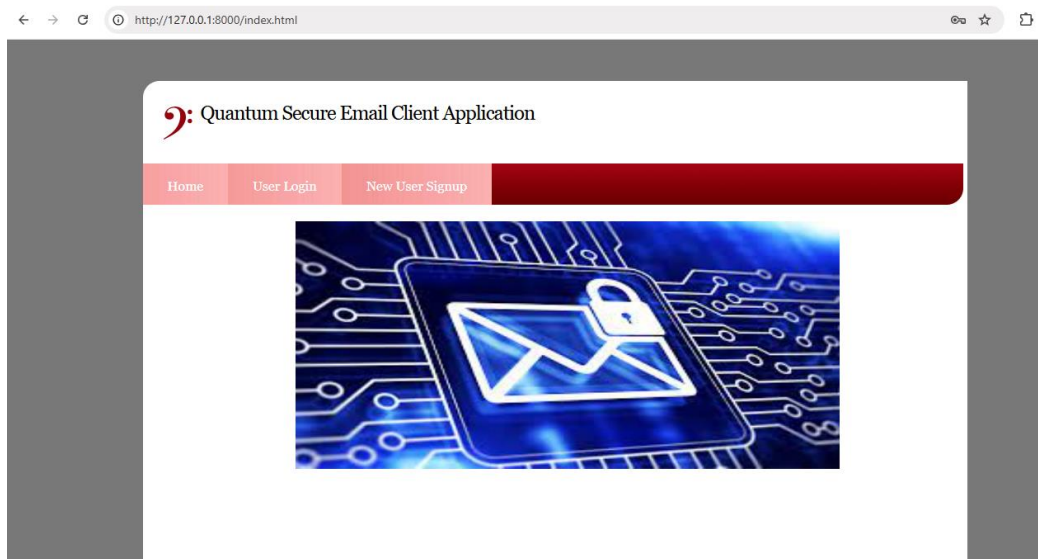 http://127.0.0.1:8000/index.html
Quantum Secure Email Client Application
Home User Login New User Signup